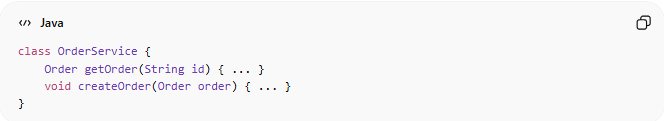 </> Java
class OrderService {
    Order getOrder(String id) { ... }
    void createOrder(Order order) { ... }
}